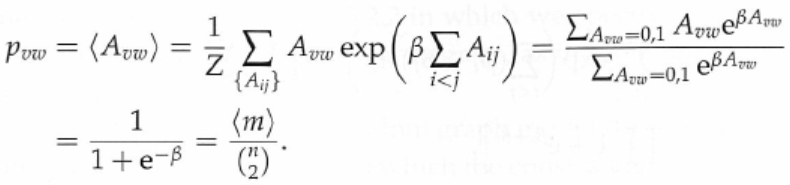 p_{vw} = ⟨A_{vw}⟩ = \frac{1}{Z} \sum_{\{A_{ij}\}} A_{vw} exp(β \sum_{i<j} A_{ij}) = \frac{\sum_{A_{vw}=0,1} A_{vw} e^{βA_{vw}}}{\sum_{A_{vw}=0,1} e^{βA_{vw}}}
= \frac{1}{1 + e^{-β}} = \frac{⟨m⟩}{\binom{n}{2}}.